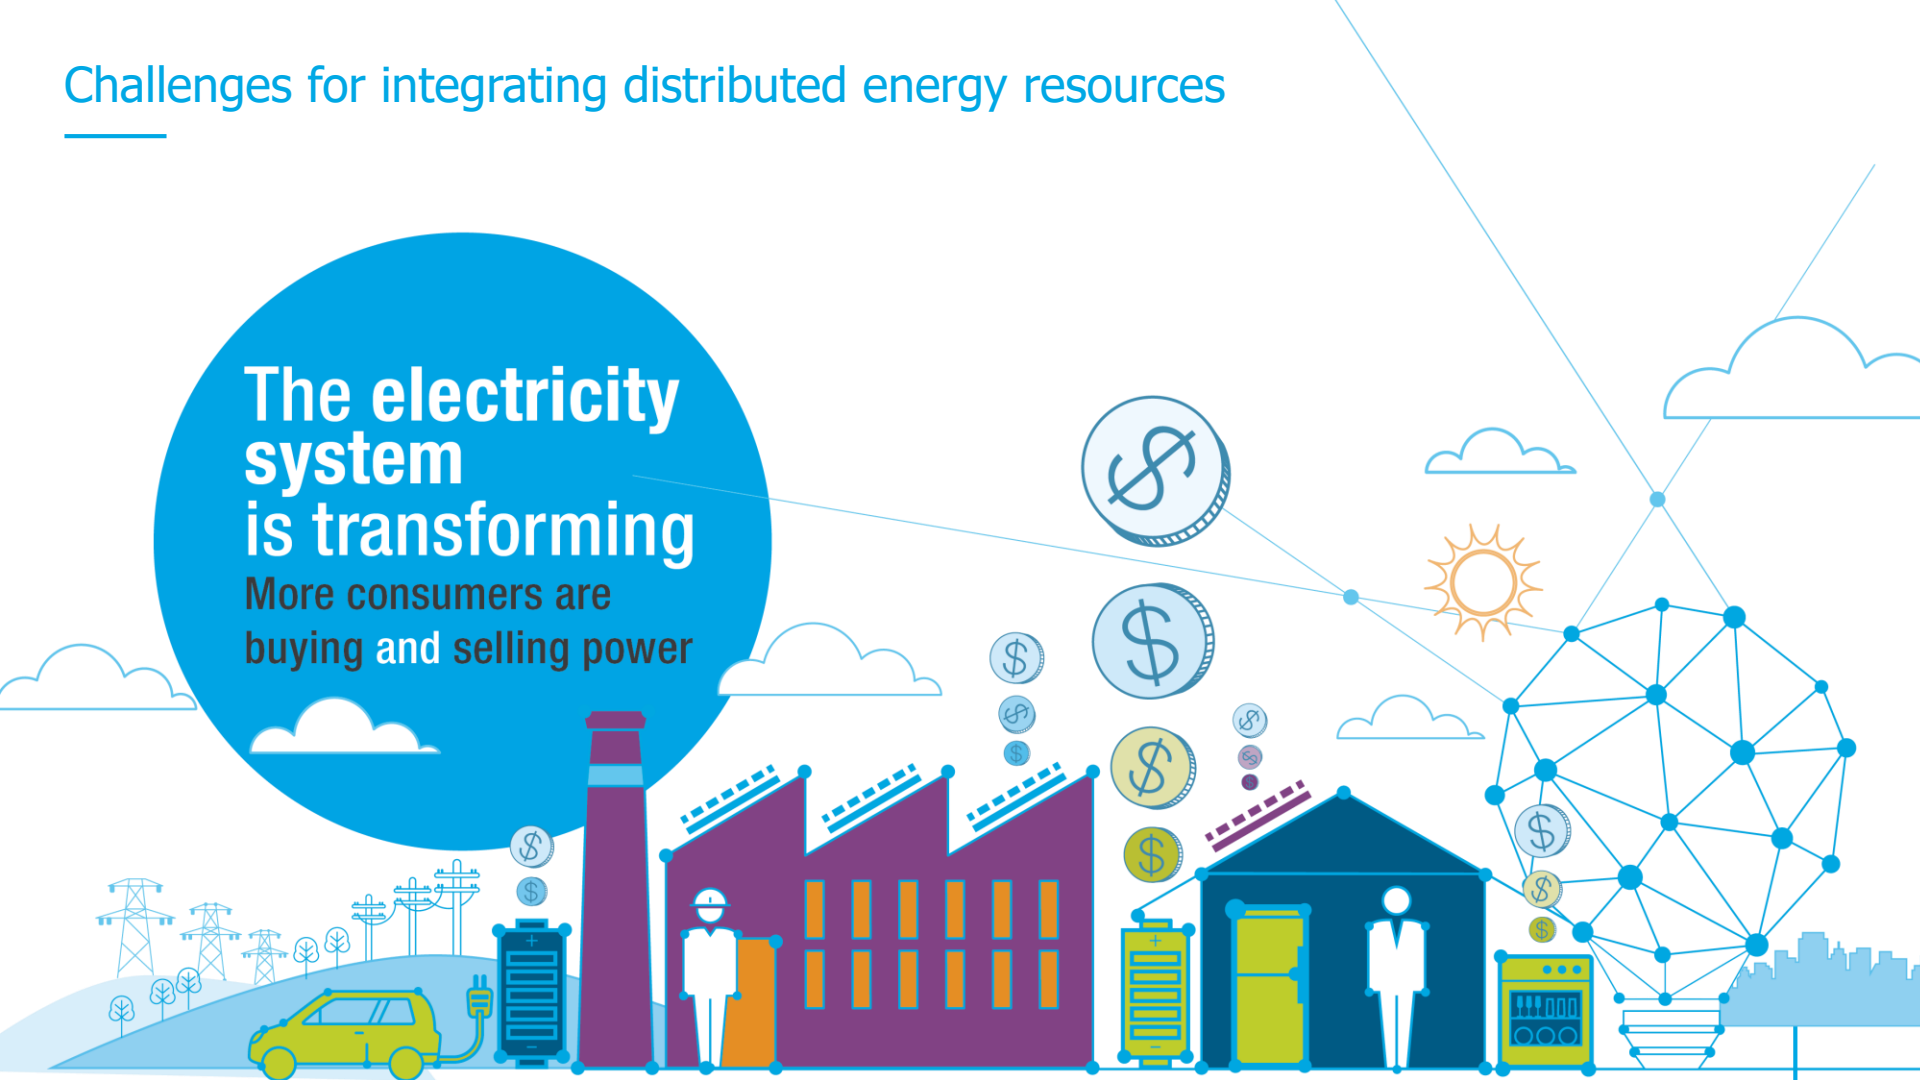 Challenges for integrating distributed energy resources
The electricity
system
is transforming
More consumers are
buying and selling power